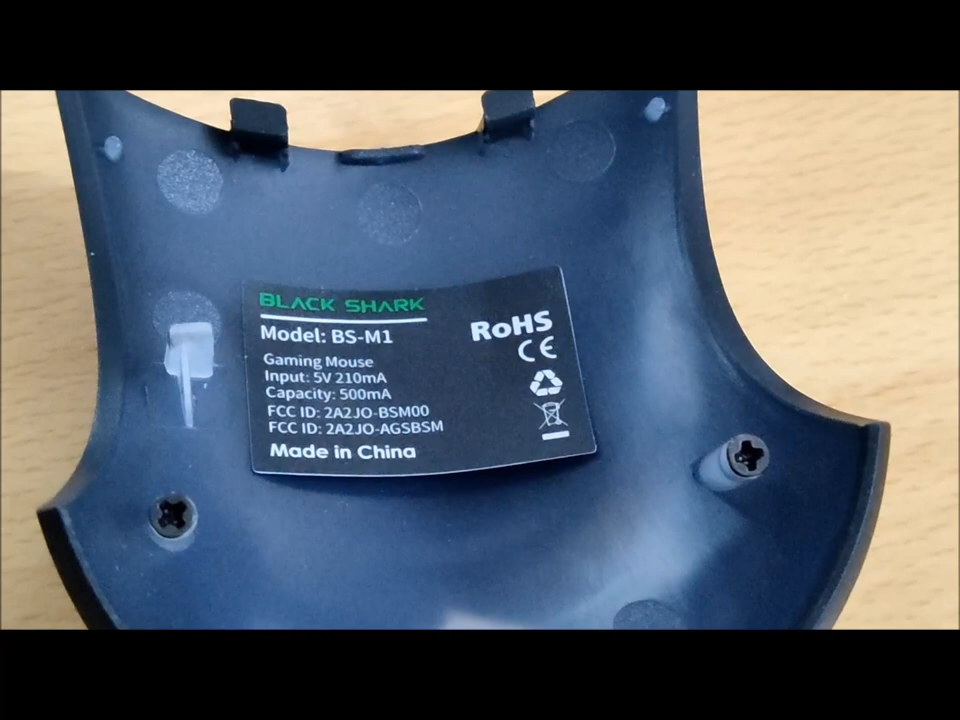 BLACK SHARK
Model: BS-M1
Gaming Mouse
Input: 5V 210mA
Capacity: 500mA
FCC ID: 2A2JO-BSM00
FCC ID: 2A2JO-AGSBSM
Made in China
RoHS
CE